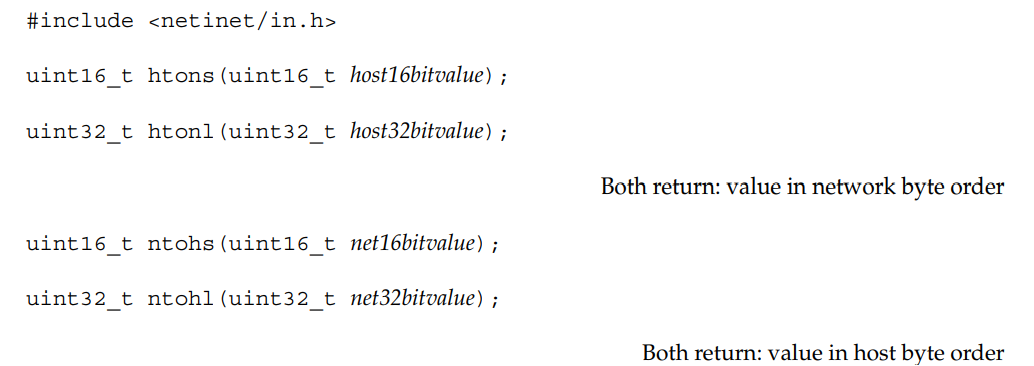 #include <netinet/in.h>
uint16_t htons(uint16_t host16bitvalue);
uint32_t htonl(uint32_t host32bitvalue);
Both return: value in network byte order
uint16_t ntohs(uint16_t net16bitvalue);
uint32_t ntohl(uint32_t net32bitvalue);
Both return: value in host byte order